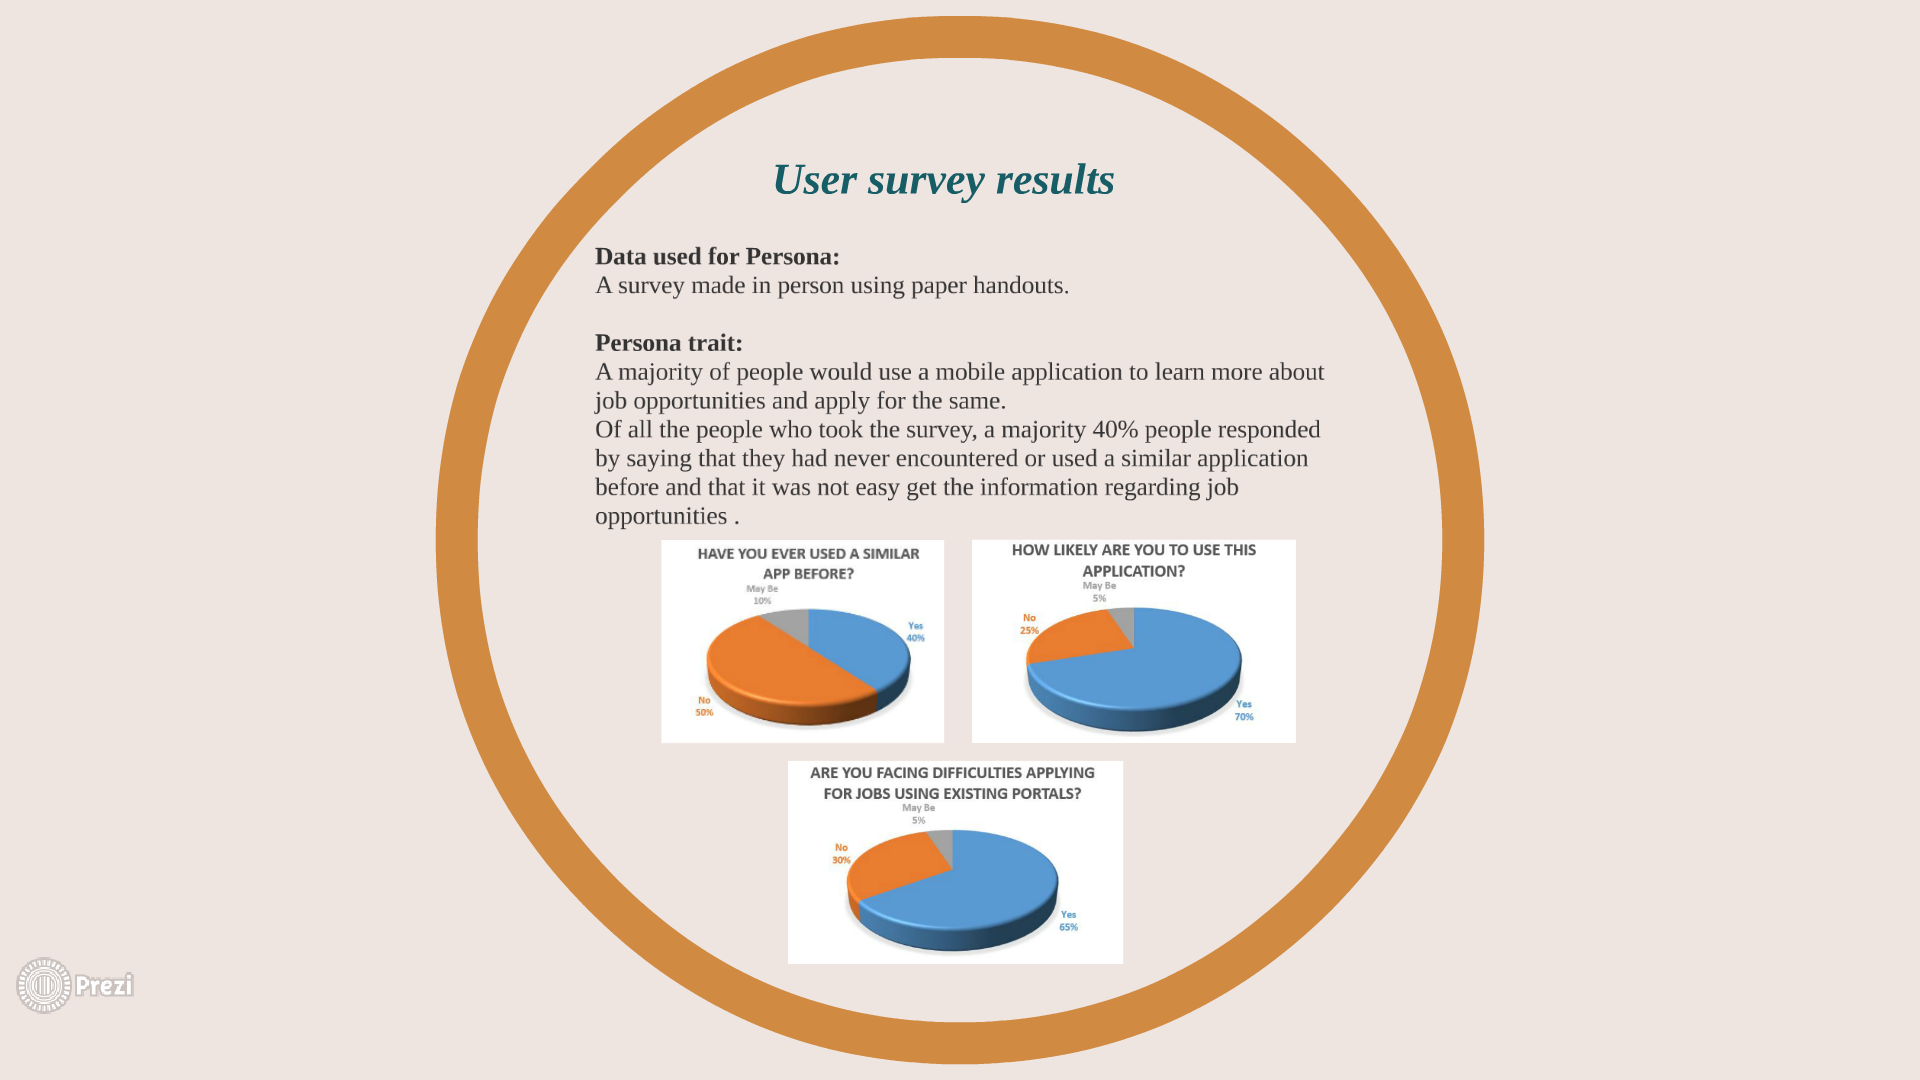 User survey results
Data used for Persona:
A survey made in person using paper handouts.
Persona trait:
A majority of people would use a mobile application to learn more about
job opportunities and apply for the same.
Of all the people who took the survey, a majority 40% people responded
by saying that they had never encountered or used a similar application
before and that it was not easy get the information regarding job
opportunities .
HAVE YOU EVER USED A SIMILAR
APP BEFORE?
May Be
10%
Yes
40%
No
50%
HOW LIKELY ARE YOU TO USE THIS
APPLICATION?
May Be
5%
No
25%
Yes
70%
ARE YOU FACING DIFFICULTIES APPLYING
FOR JOBS USING EXISTING PORTALS?
May Be
5%
No
30%
Yes
65%
Prezi